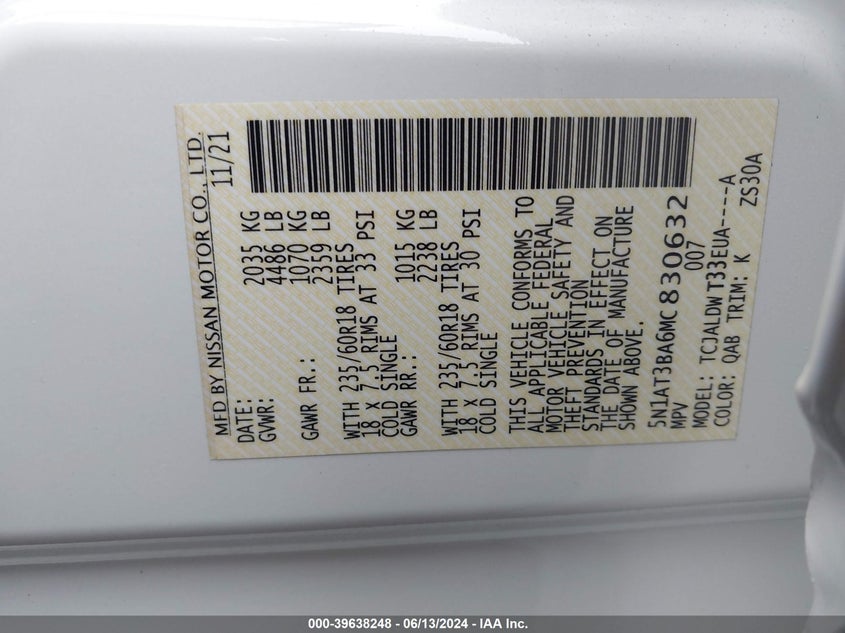 MFD BY NISSAN MOTOR CO., LTD.
DATE: 11/21
GVWR: 2035 KG
4486 LB
GAWR FR.: 1070 KG
2359 LB
WITH 235/60R18 TIRES
18 X 7.5 RIMS AT 33 PSI
COLD SINGLE
GAWR RR.: 1015 KG
2238 LB
WITH 235/60R18 TIRES
18 X 7.5 RIMS AT 30 PSI
COLD SINGLE
THIS VEHICLE CONFORMS TO
ALL APPLICABLE FEDERAL
MOTOR VEHICLE SAFETY AND
THEFT PREVENTION
STANDARDS IN EFFECT ON
THE DATE OF MANUFACTURE
SHOWN ABOVE.
5N1AT3BA6MC830632
MPV 007
MODEL: TCJALDW T33EUA----A
COLOR: QAB TRIM: K ZS30A
000-39638248 - 06/13/2024 - IAA Inc.